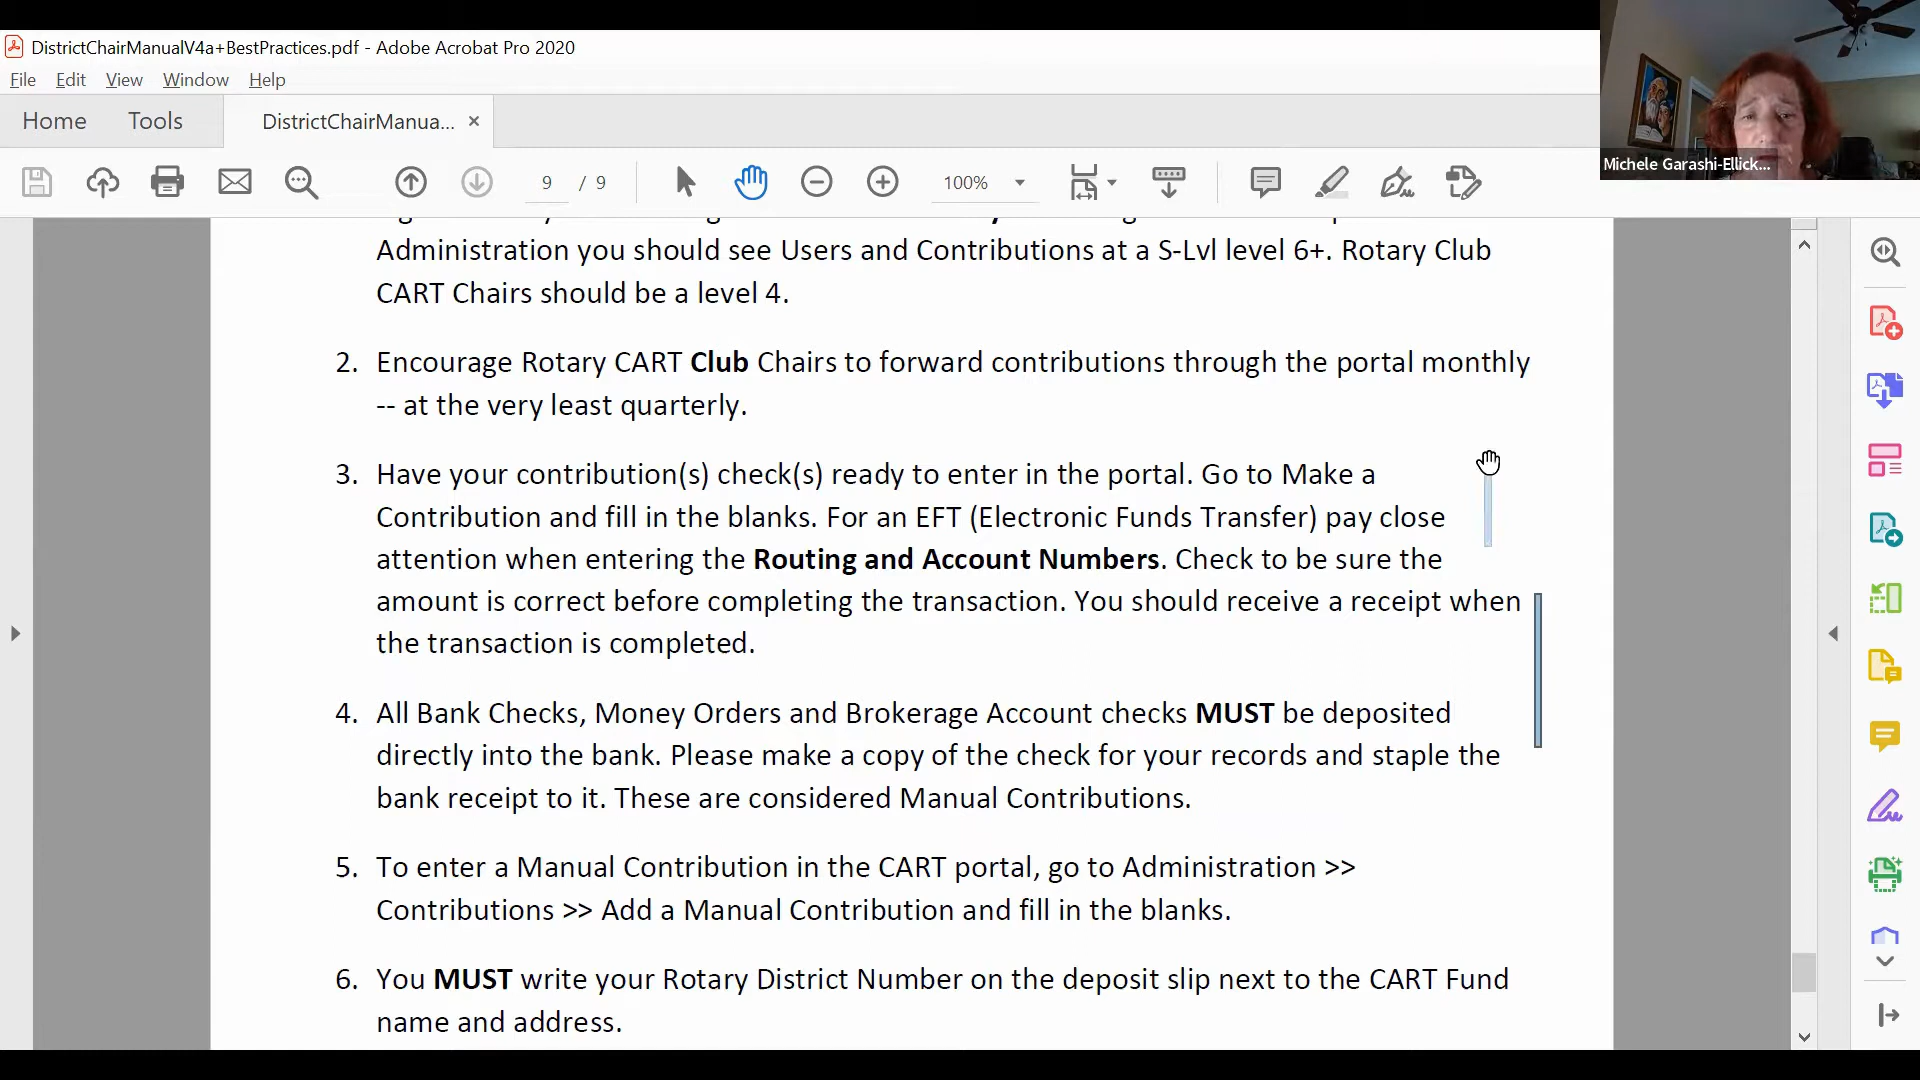 DistrictChairManualV4a+BestPractices.pdf - Adobe Acrobat Pro 2020
File Edit View Window Help
Home Tools DistrictChairManua... ×
9 / 9 100%
Michele Garashi-Ellick...
Administration you should see Users and Contributions at a S-Lvl level 6+. Rotary Club
CART Chairs should be a level 4.
2. Encourage Rotary CART Club Chairs to forward contributions through the portal monthly
-- at the very least quarterly.
3. Have your contribution(s) check(s) ready to enter in the portal. Go to Make a
Contribution and fill in the blanks. For an EFT (Electronic Funds Transfer) pay close
attention when entering the Routing and Account Numbers. Check to be sure the
amount is correct before completing the transaction. You should receive a receipt when
the transaction is completed.
4. All Bank Checks, Money Orders and Brokerage Account checks MUST be deposited
directly into the bank. Please make a copy of the check for your records and staple the
bank receipt to it. These are considered Manual Contributions.
5. To enter a Manual Contribution in the CART portal, go to Administration >>
Contributions >> Add a Manual Contribution and fill in the blanks.
6. You MUST write your Rotary District Number on the deposit slip next to the CART Fund
name and address.